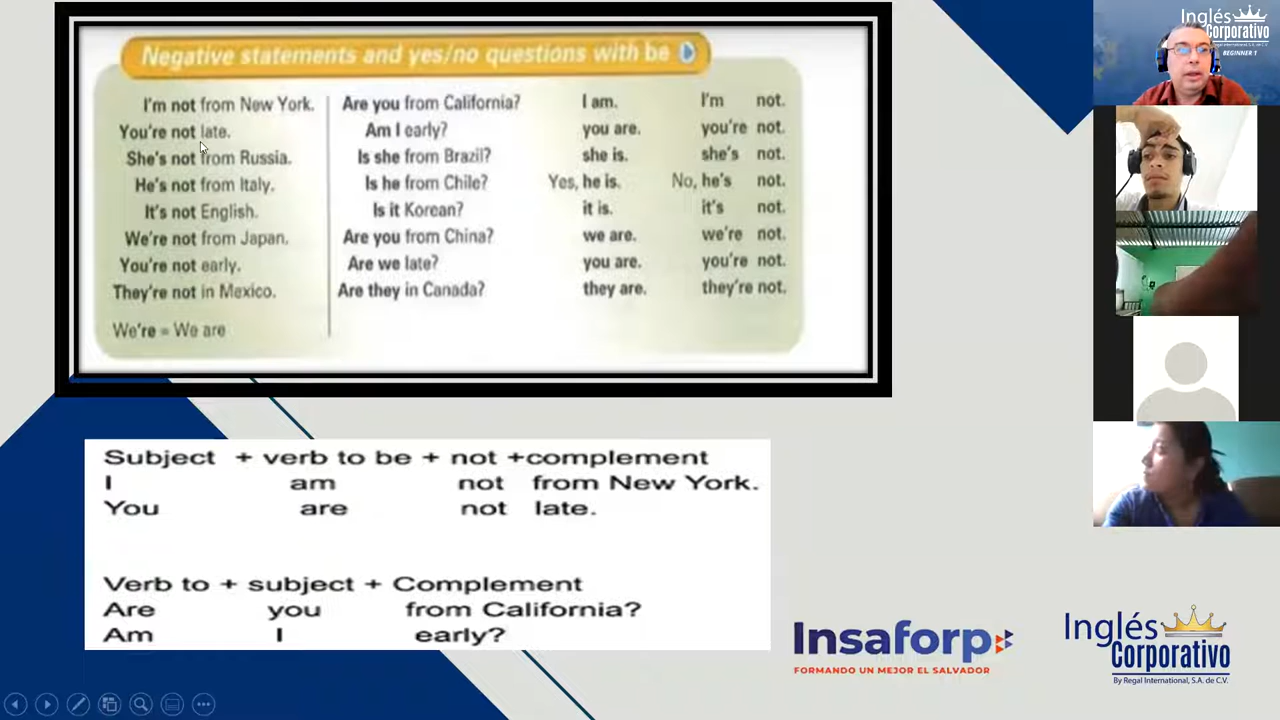 Negative statements and yes/no questions with be
I'm not from New York. Are you from California? I am. I'm not.
You're not late. Am I early? you are. you're not.
She's not from Russia. Is she from Brazil? she is. she's not.
He's not from Italy. Is he from Chile? Yes, he is. No, he's not.
It's not English. Is it Korean? it is. it's not.
We're not from Japan. Are you from China? we are. we're not.
You're not early. Are we late? you are. you're not.
They're not in Mexico. Are they in Canada? they are. they're not.
We're = We are
Subject + verb to be + not +complement
I am not from New York.
You are not late.
Verb to + subject + Complement
Are you from California?
Am I early?
Insaforp
FORMANDO UN MEJOR EL SALVADOR
Inglés
Corporativo
By Regal International, S.A. de C.V.
Inglés
Corporativo
BEGINNER 1